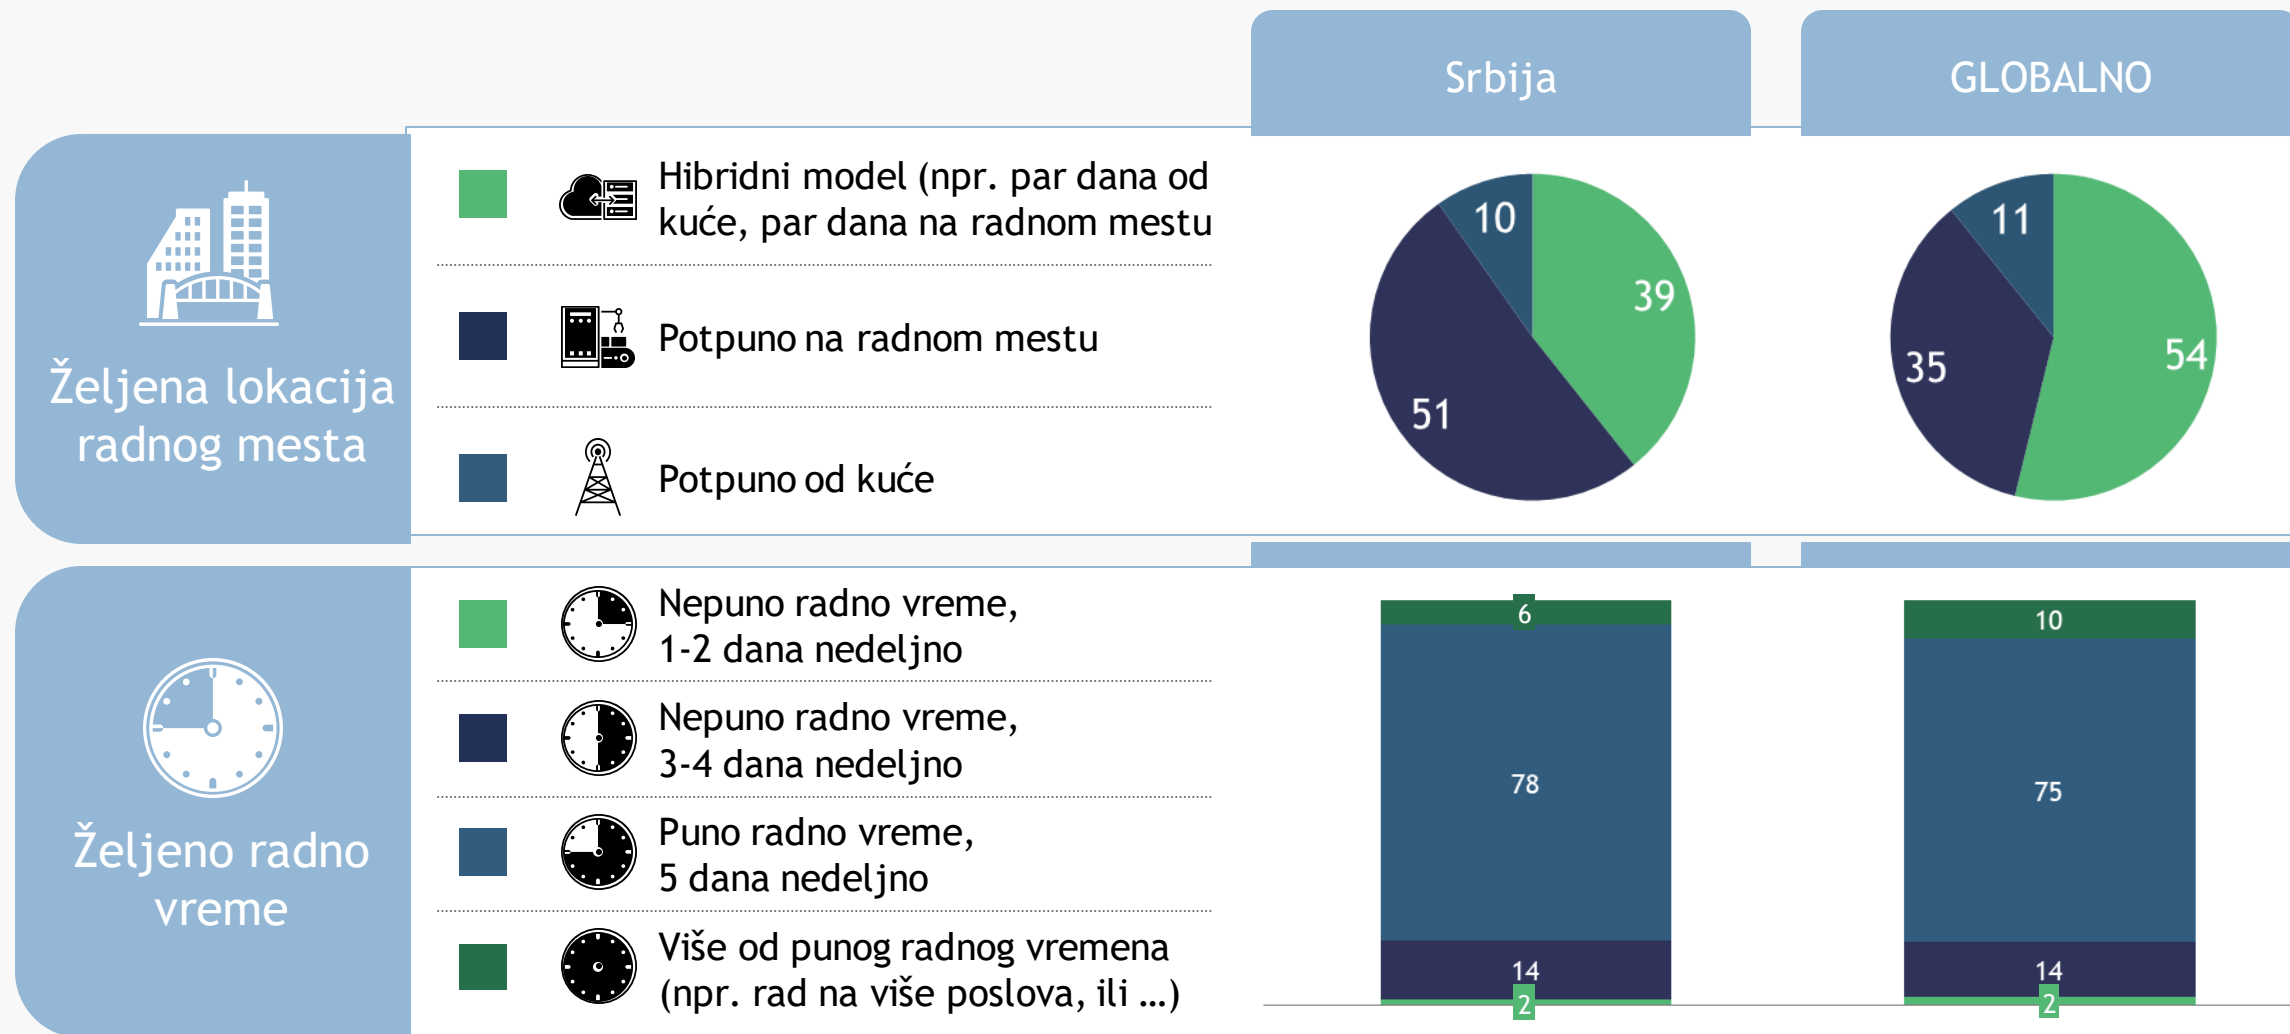 Srbija
GLOBALNO
Željena lokacija
radnog mesta
Hibridni model (npr. par dana od
kuće, par dana na radnom mestu
Potpuno na radnom mestu
Potpuno od kuće
10
39
51
11
54
35
Željeno radno
vreme
Nepuno radno vreme,
1-2 dana nedeljno
Nepuno radno vreme,
3-4 dana nedeljno
Puno radno vreme,
5 dana nedeljno
Više od punog radnog vremena
(npr. rad na više poslova, ili ...)
6
78
14
2
10
75
14
2